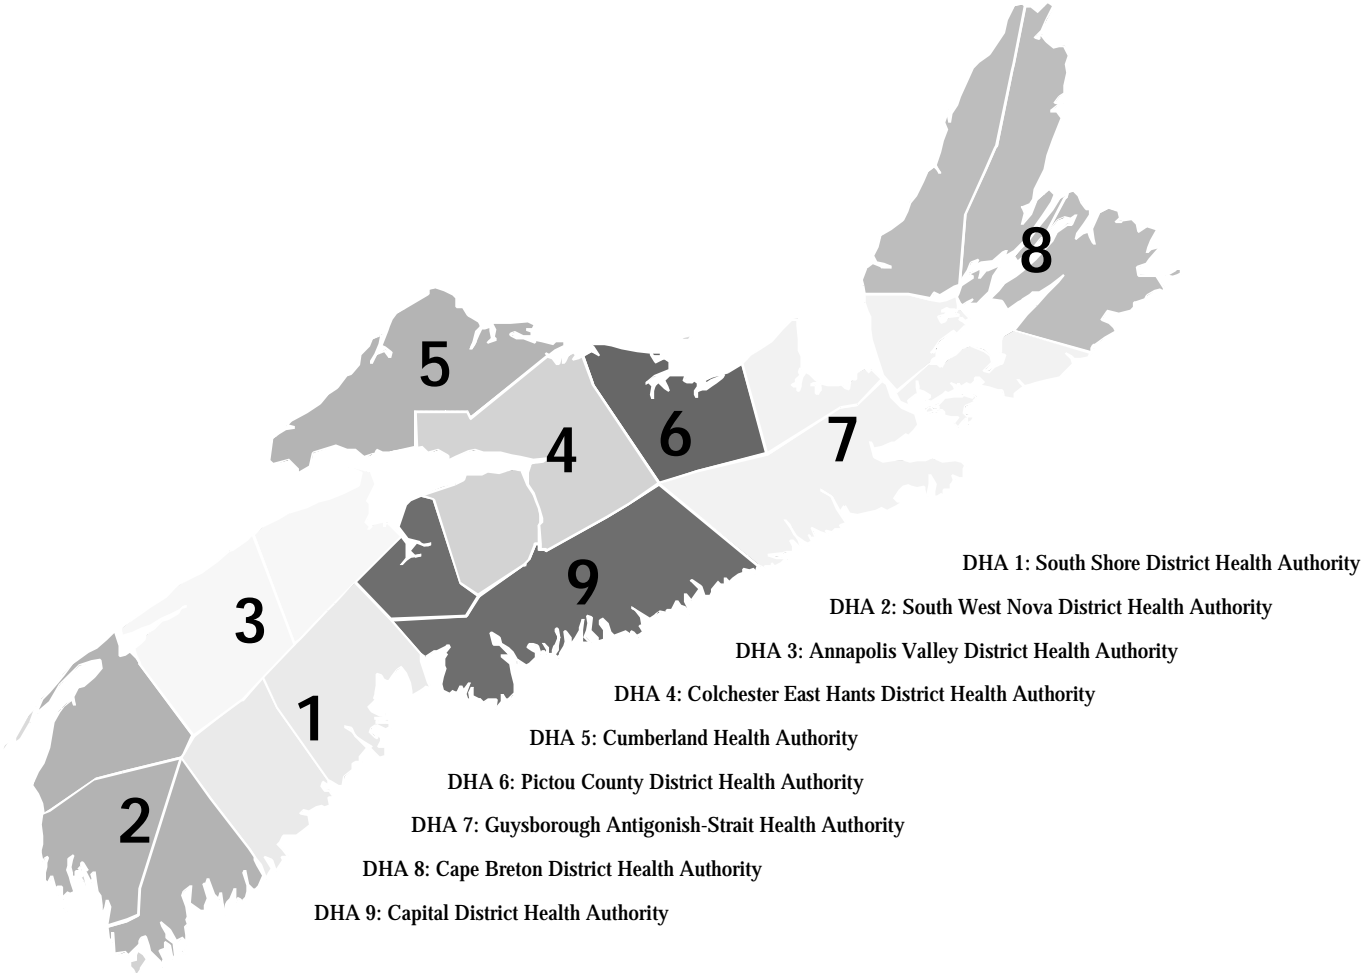 8
5
6
7
4
9
3
1
2
DHA 1: South Shore District Health Authority
DHA 2: South West Nova District Health Authority
DHA 3: Annapolis Valley District Health Authority
DHA 4: Colchester East Hants District Health Authority
DHA 5: Cumberland Health Authority
DHA 6: Pictou County District Health Authority
DHA 7: Guysborough Antigonish-Strait Health Authority
DHA 8: Cape Breton District Health Authority
DHA 9: Capital District Health Authority